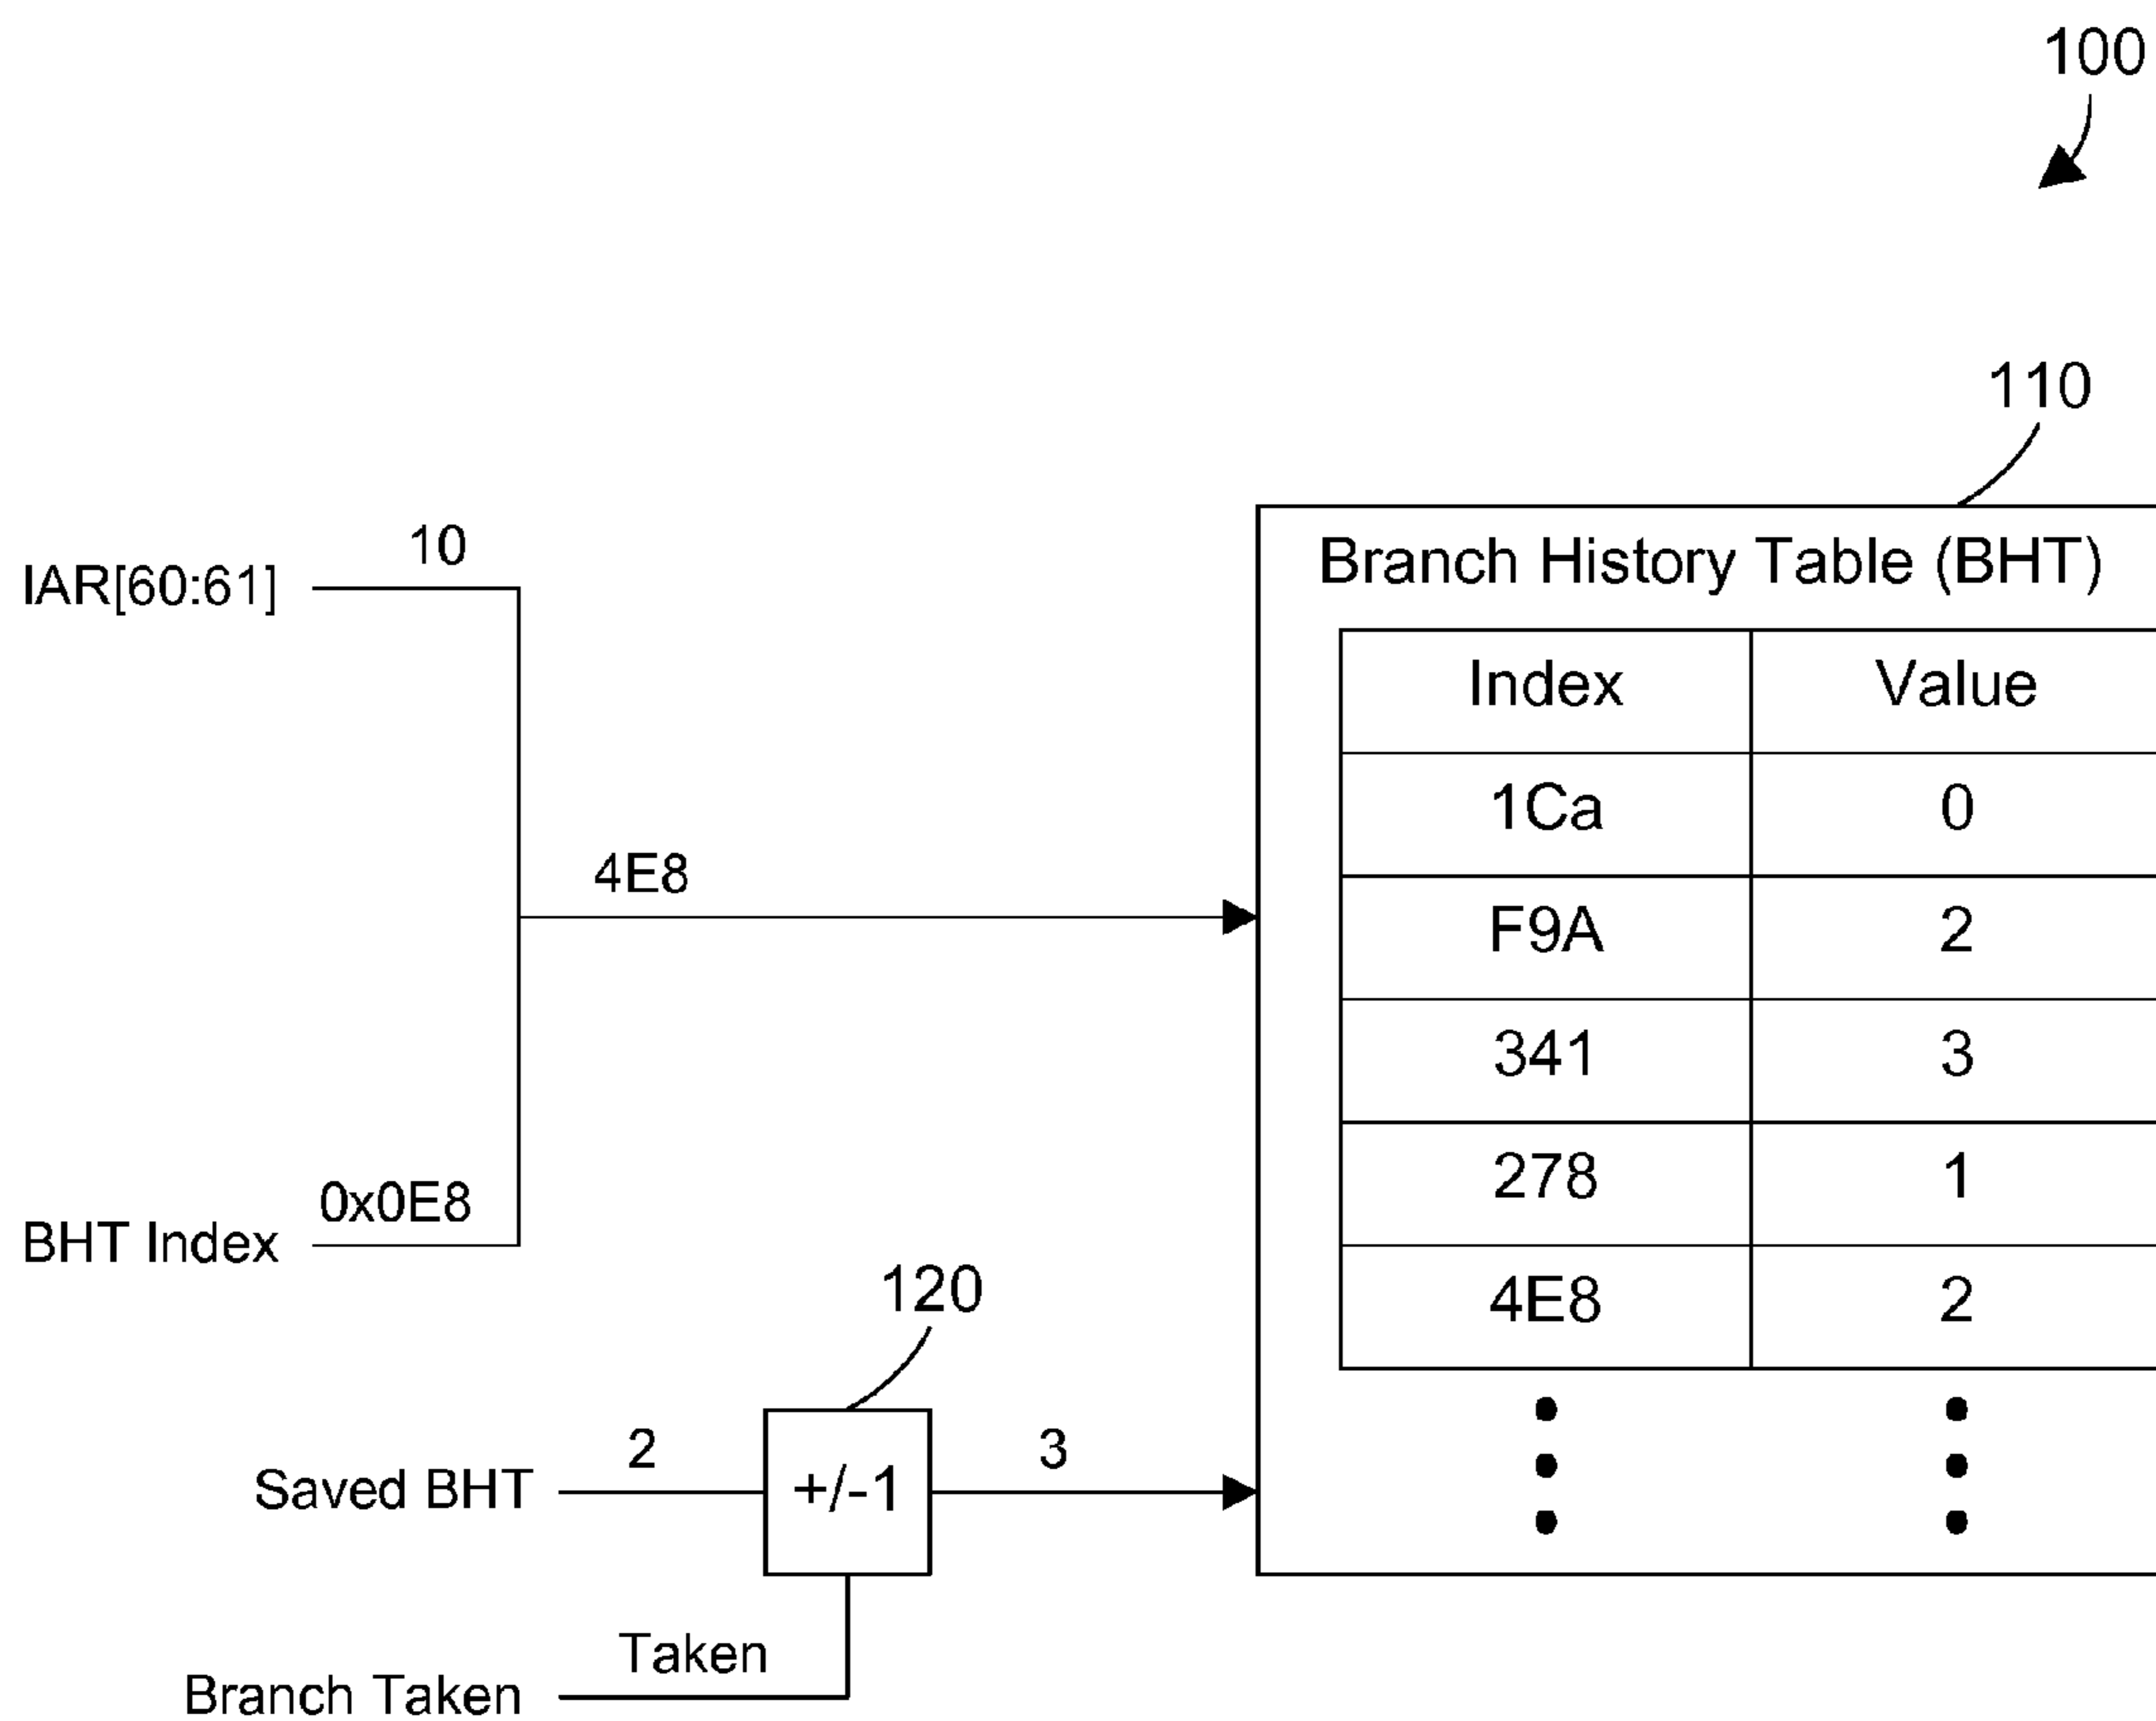 100
110
10
IAR[60:61]
Branch History Table (BHT)
Index Value
1Ca 0
4E8
F9A 2
341 3
278 1
0x0E8
BHT Index
4E8 2
120
2
3
Saved BHT
+/-1
Taken
Branch Taken